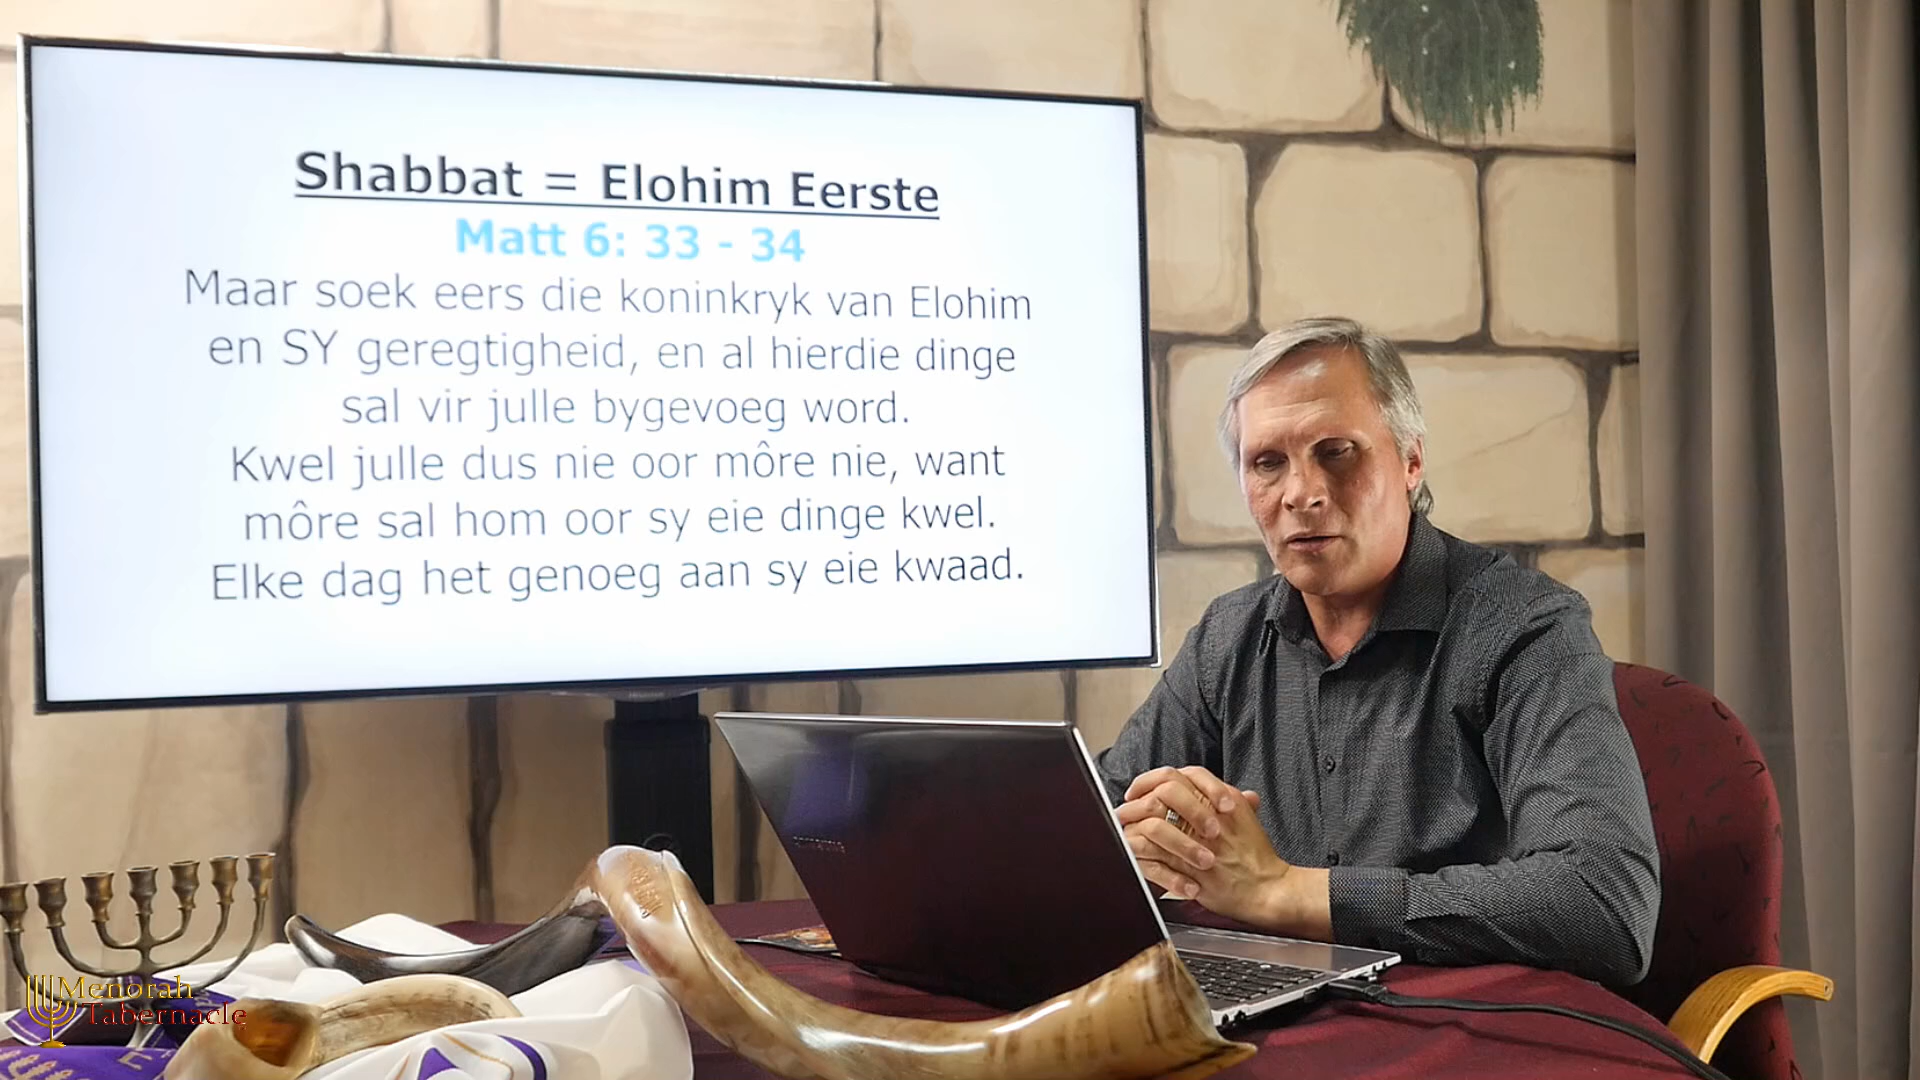 Shabbat = Elohim Eerste
Matt 6: 33 - 34
Maar soek eers die koninkryk van Elohim
en SY geregtigheid, en al hierdie dinge
sal vir julle bygevoeg word.
Kwel julle dus nie oor môre nie, want
môre sal hom oor sy eie dinge kwel.
Elke dag het genoeg aan sy eie kwaad.
Menorah
Tabernacle